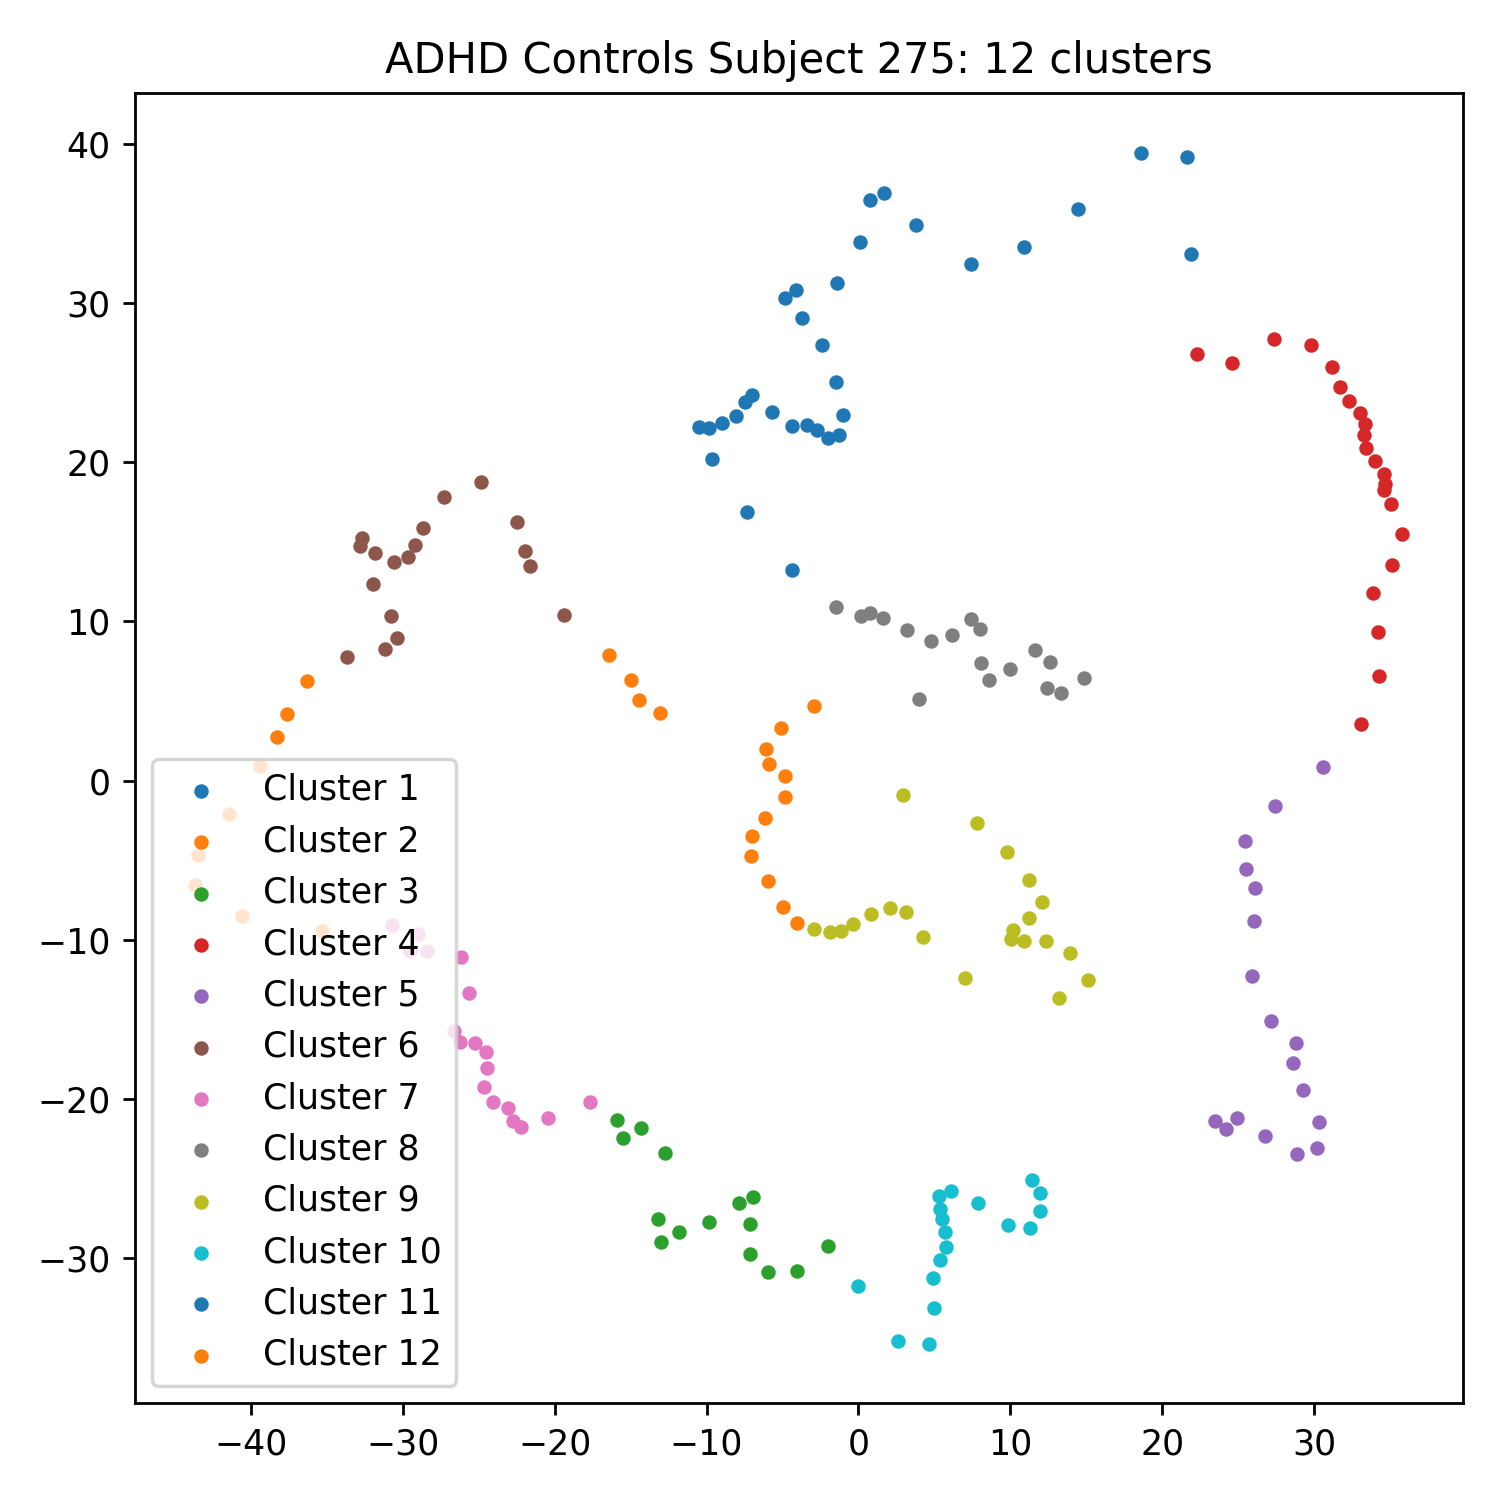 ADHD Controls Subject 275: 12 clusters
40
30
20
10
0
−10
−20
−30
Cluster 1
Cluster 2
Cluster 3
Cluster 4
Cluster 5
Cluster 6
Cluster 7
Cluster 8
Cluster 9
Cluster 10
Cluster 11
Cluster 12
−40 −30 −20 −10 0 10 20 30